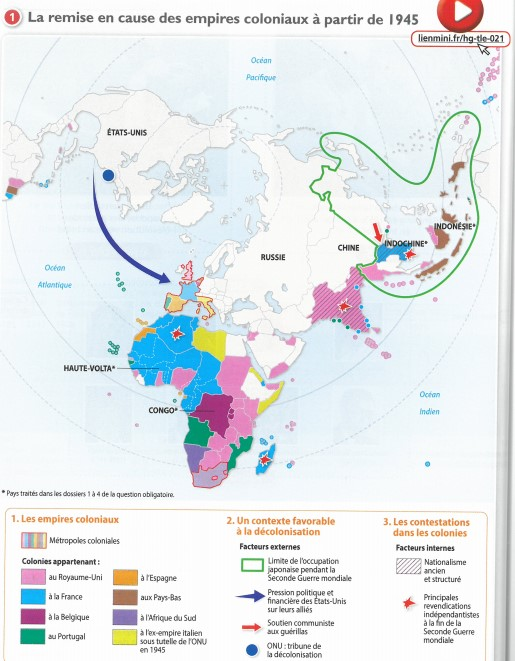 1 La remise en cause des empires coloniaux à partir de 1945
lienmini.fr/hg-tle-021
Océan
Pacifique
ÉTATS-UNIS
INDONÉSIE*
CHINE
INDOCHINE*
RUSSIE
Océan
Atlantique
HAUTE-VOLTA*
CONGO*
Océan
Indien
* Pays traités dans les dossiers 1 à 4 de la question obligatoire.
1. Les empires coloniaux
Métropoles coloniales
Colonies appartenant :
au Royaume-Uni
à la France
à la Belgique
au Portugal
à l'Espagne
aux Pays-Bas
à l'Afrique du Sud
à l'ex-empire italien
sous tutelle de l'ONU
en 1945
2. Un contexte favorable
à la décolonisation
Facteurs externes
Limite de l'occupation
japonaise pendant la
Seconde Guerre mondiale
Pression politique et
financière des États-Unis
sur leurs alliés
Soutien communiste
aux guérillas
ONU : tribune de
la décolonisation
3. Les contestations
dans les colonies
Facteurs internes
Nationalisme
ancien
et structuré
Principales
revendications
indépendantistes
à la fin de la
Seconde Guerre
mondiale